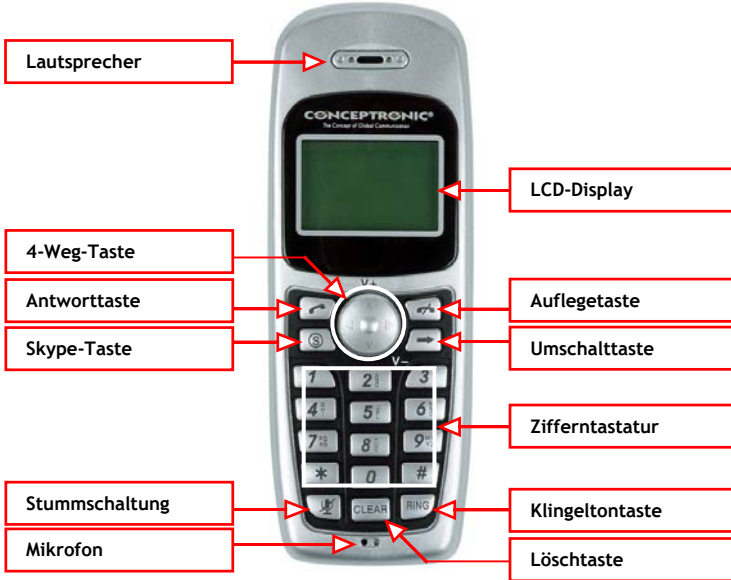 Lautsprecher
CONCEPTRONIC®
The Concept of Global Communication
LCD-Display
4-Weg-Taste
V+
Antworttaste
Auflegetaste
Skype-Taste
S
Umschalttaste
V-
1 2 3
4 5 6
Zifferntastatur
7 8 9
* 0 #
Stummschaltung
CLEAR RING
Klingeltontaste
Mikrofon
Löschtaste